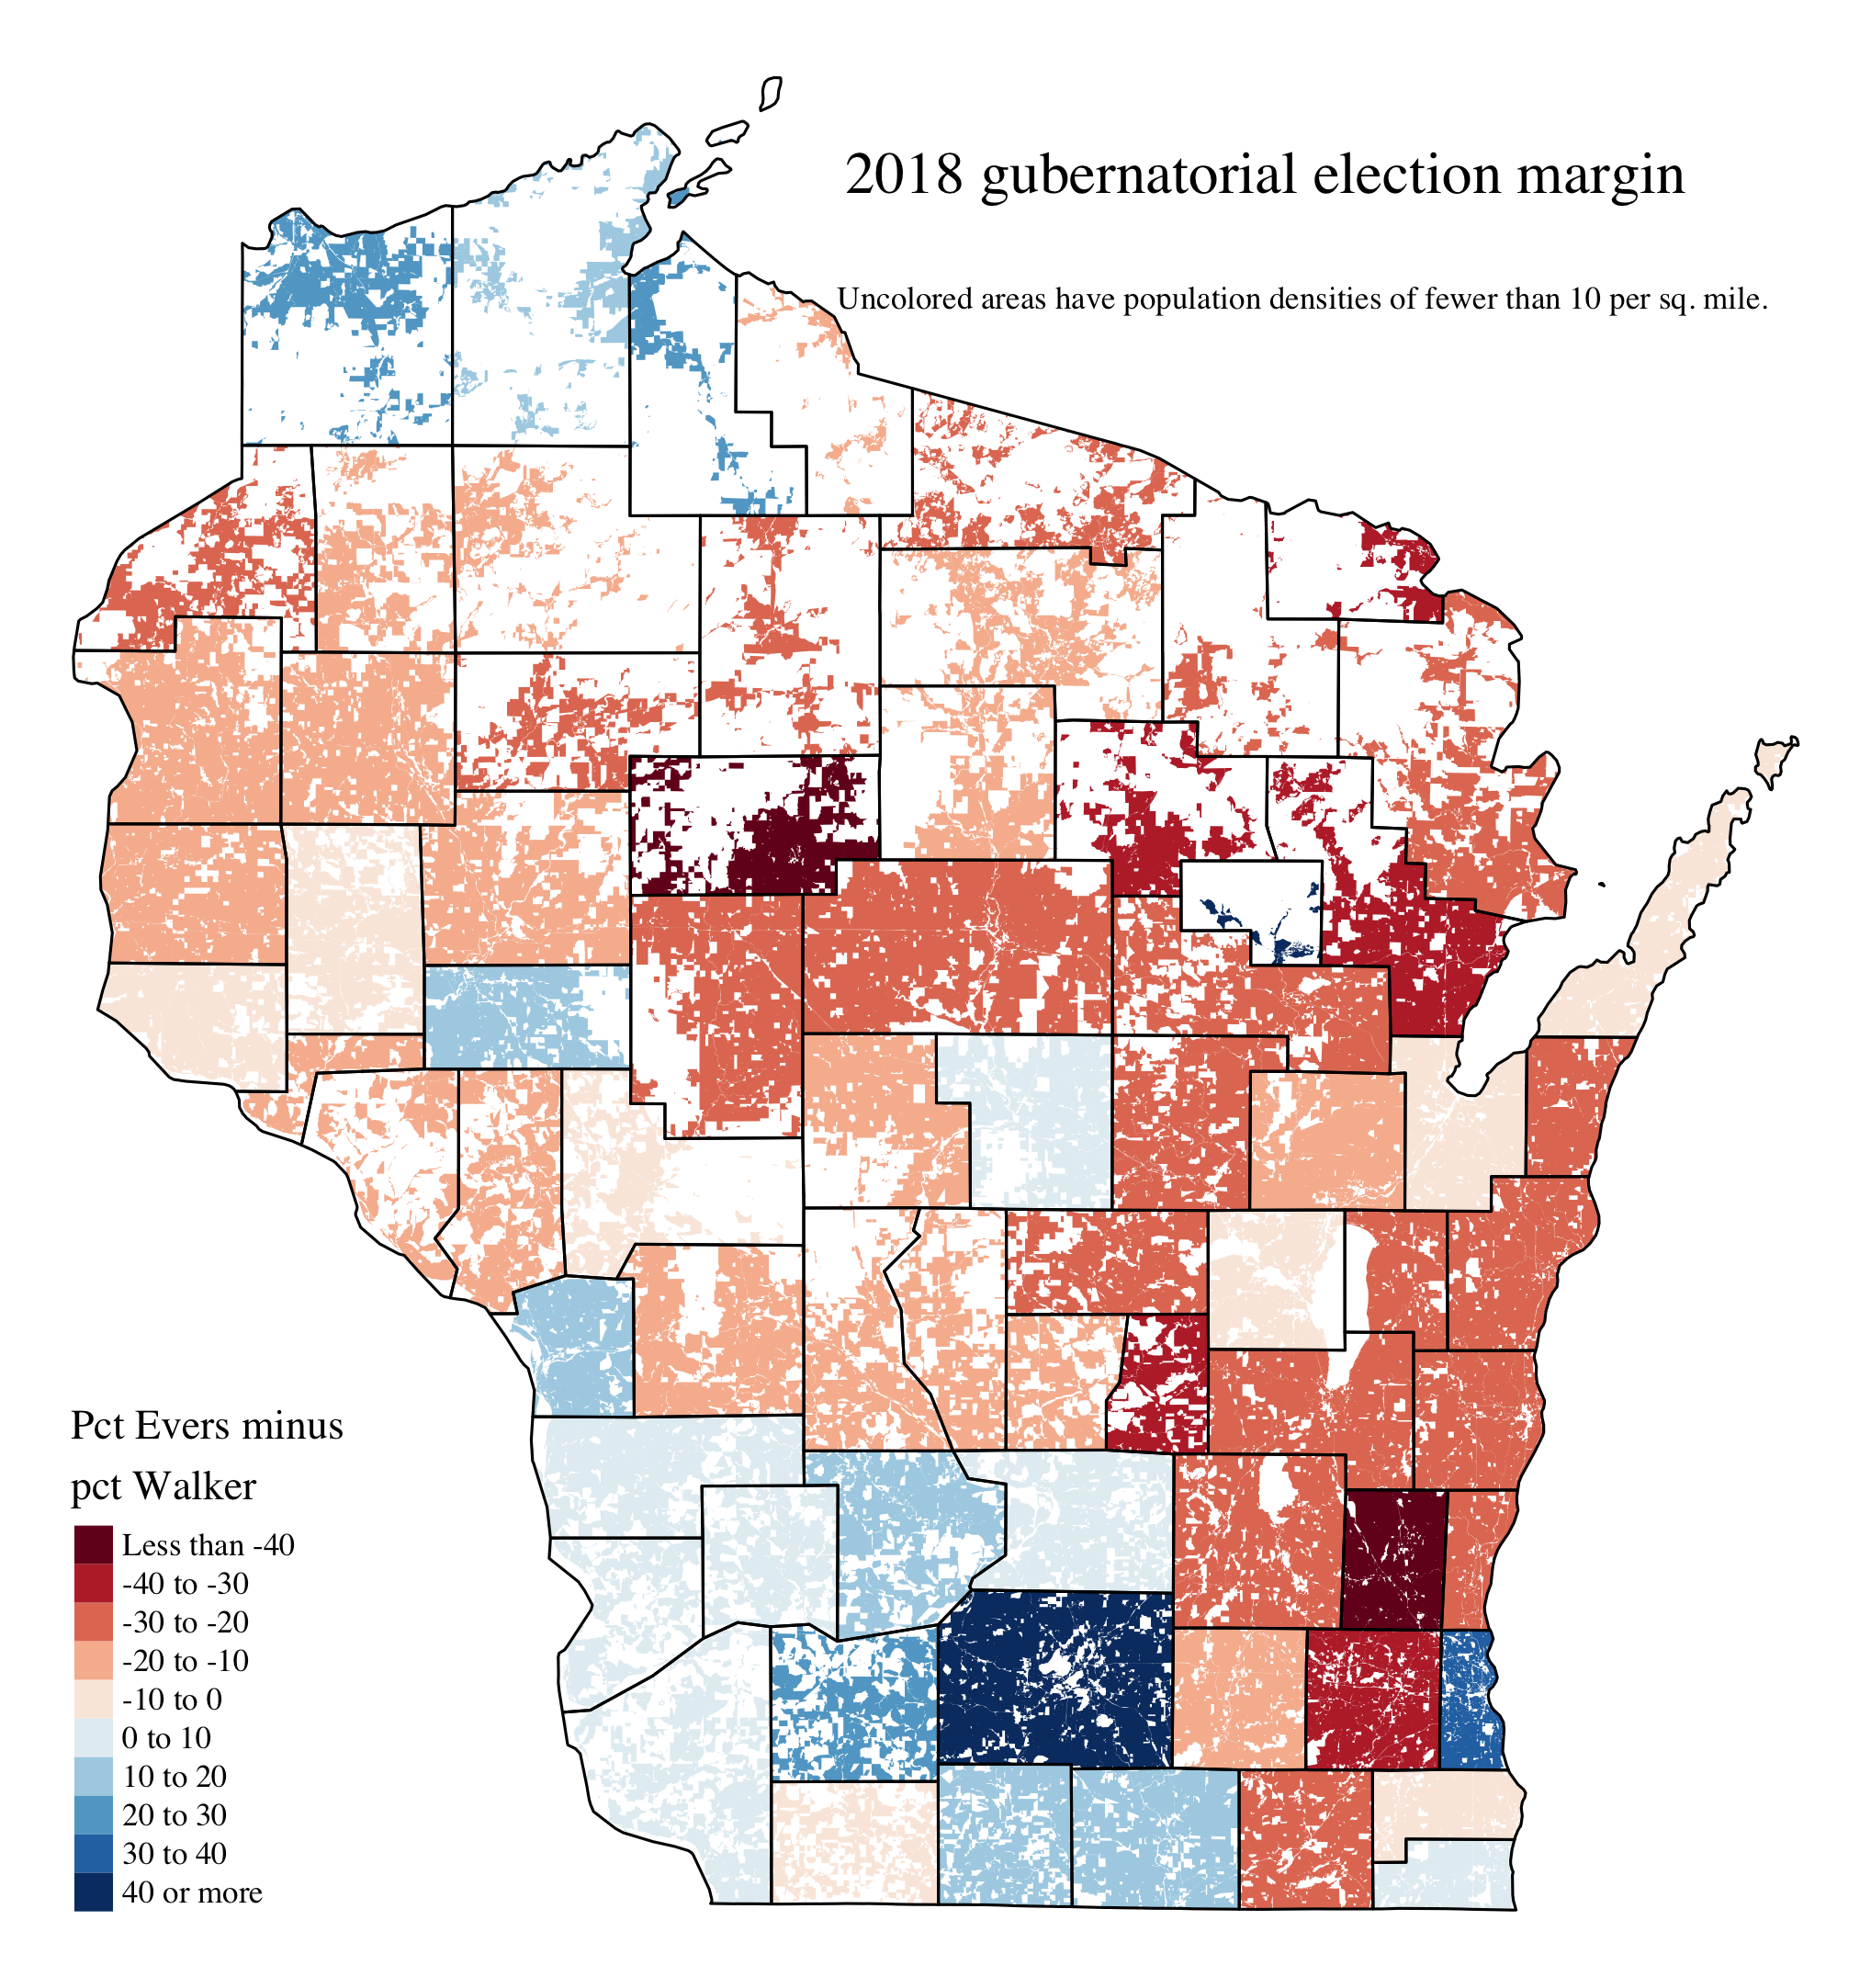 2018 gubernatorial election margin
Uncolored areas have population densities of fewer than 10 per sq. mile.
Pct Evers minus
pct Walker
Less than -40
-40 to -30
-30 to -20
-20 to -10
-10 to 0
0 to 10
10 to 20
20 to 30
30 to 40
40 or more